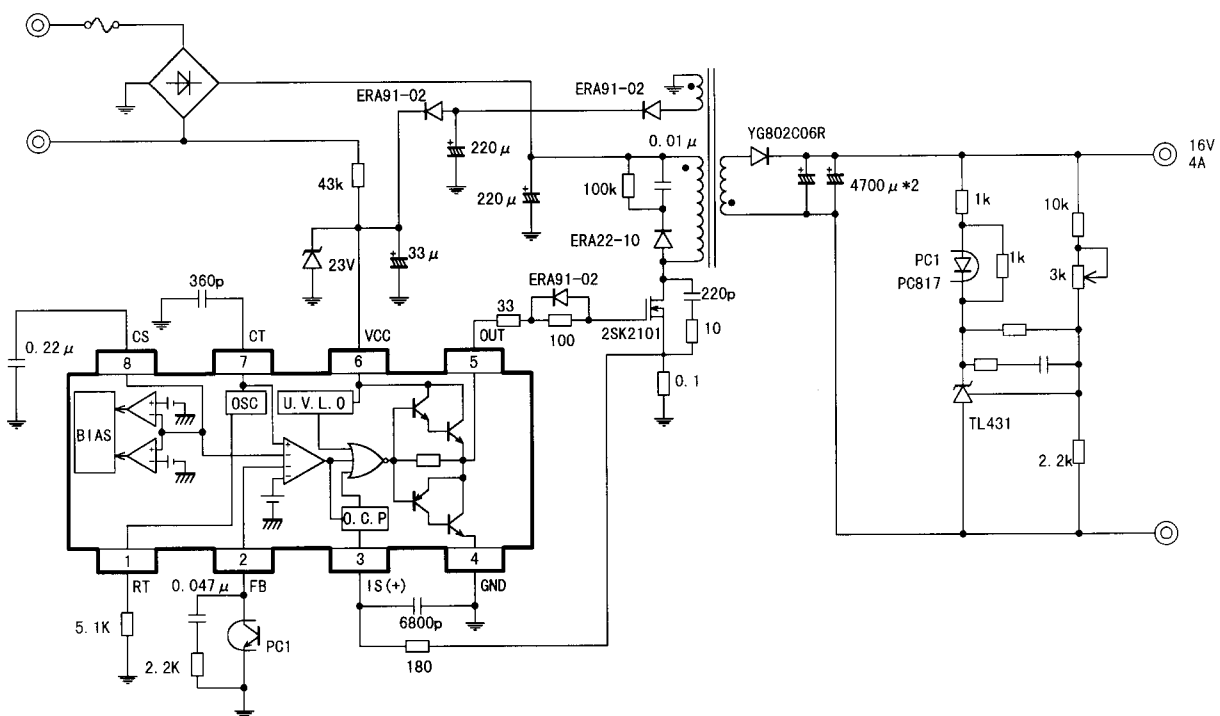 ERA91-02
ERA91-02
YG802C06R
0.01μ
16V
4A
220μ
43k
220μ
100k
4700μ*2
1k
10k
ERA22-10
23V
33μ
PC1
PC817
1k
3k
360p
ERA91-02
220p
33
100
2SK2101
10
CS
CT
VCC
OUT
0.22μ
8
7
6
5
0.1
OSC
U.V.L.O
TL431
BIAS
2.2k
O.C.P
1
2
3
4
RT
0.047μ
FB
IS(+)
GND
6800p
5.1K
PC1
2.2K
180